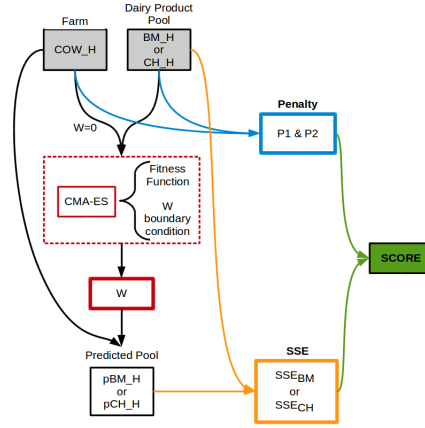 Farm
Dairy Product
Pool
COW_H
BM_H
or
CH_H
W=0
Penalty
P1 & P2
Fitness
Function
CMA-ES
W
boundary
condition
SCORE
W
Predicted Pool
pBM_H
or
pCH_H
SSE
SSEBM
or
SSECH